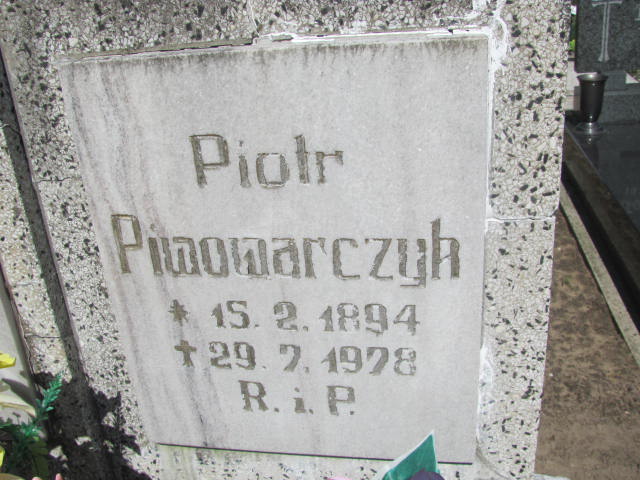 Piotr
Piwowarczyk
* 15. 2. 1894
✝ 29. 7. 1978
R. i. P.